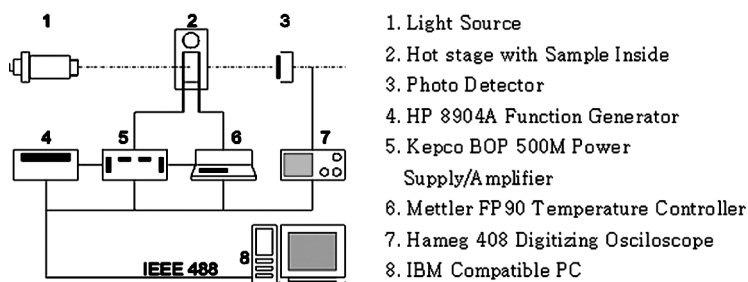 1
2
3
4
5
6
7
8
IEEE 488
1. Light Source
2. Hot stage with Sample Inside
3. Photo Detector
4. HP 8904A Function Generator
5. Kepco BOP 500M Power
Supply/Amplifier
6. Mettler FP90 Temperature Controller
7. Hameg 408 Digitizing Osciloscope
8. IBM Compatible PC